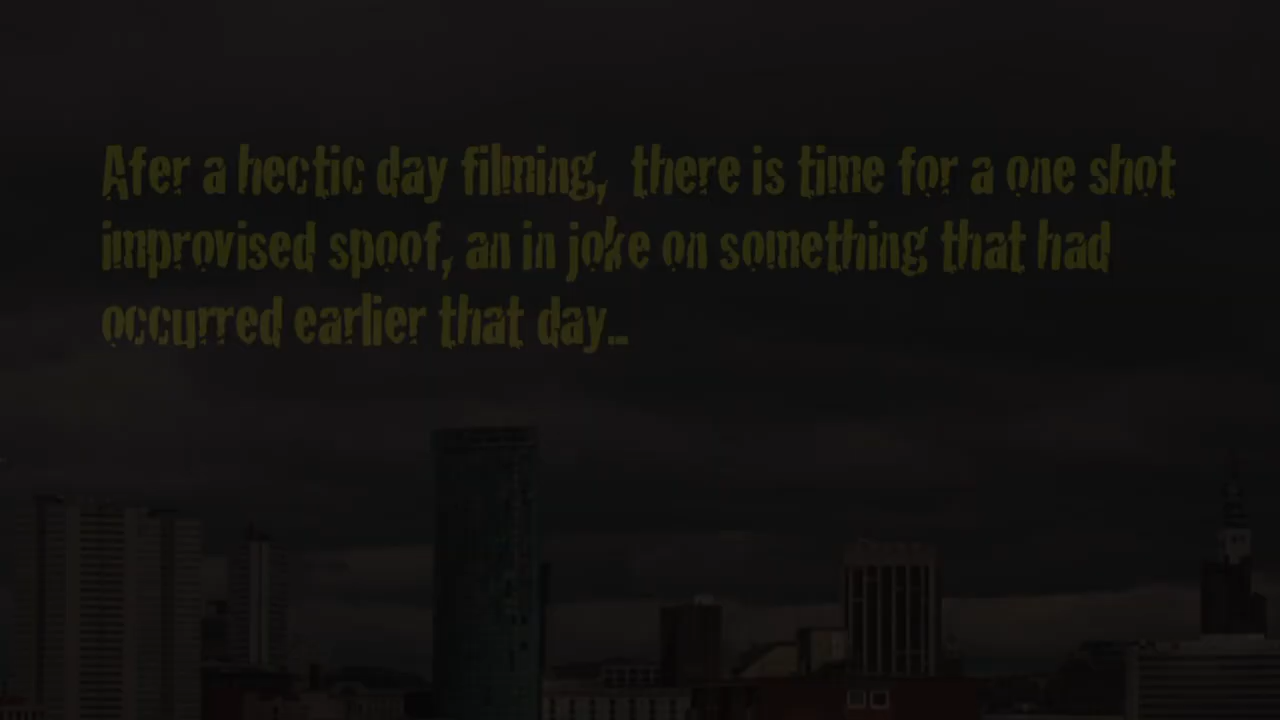 Afer a hectic day filming,  there is time for a one shot
improvised spoof, an in joke on something that had
occurred earlier that day...